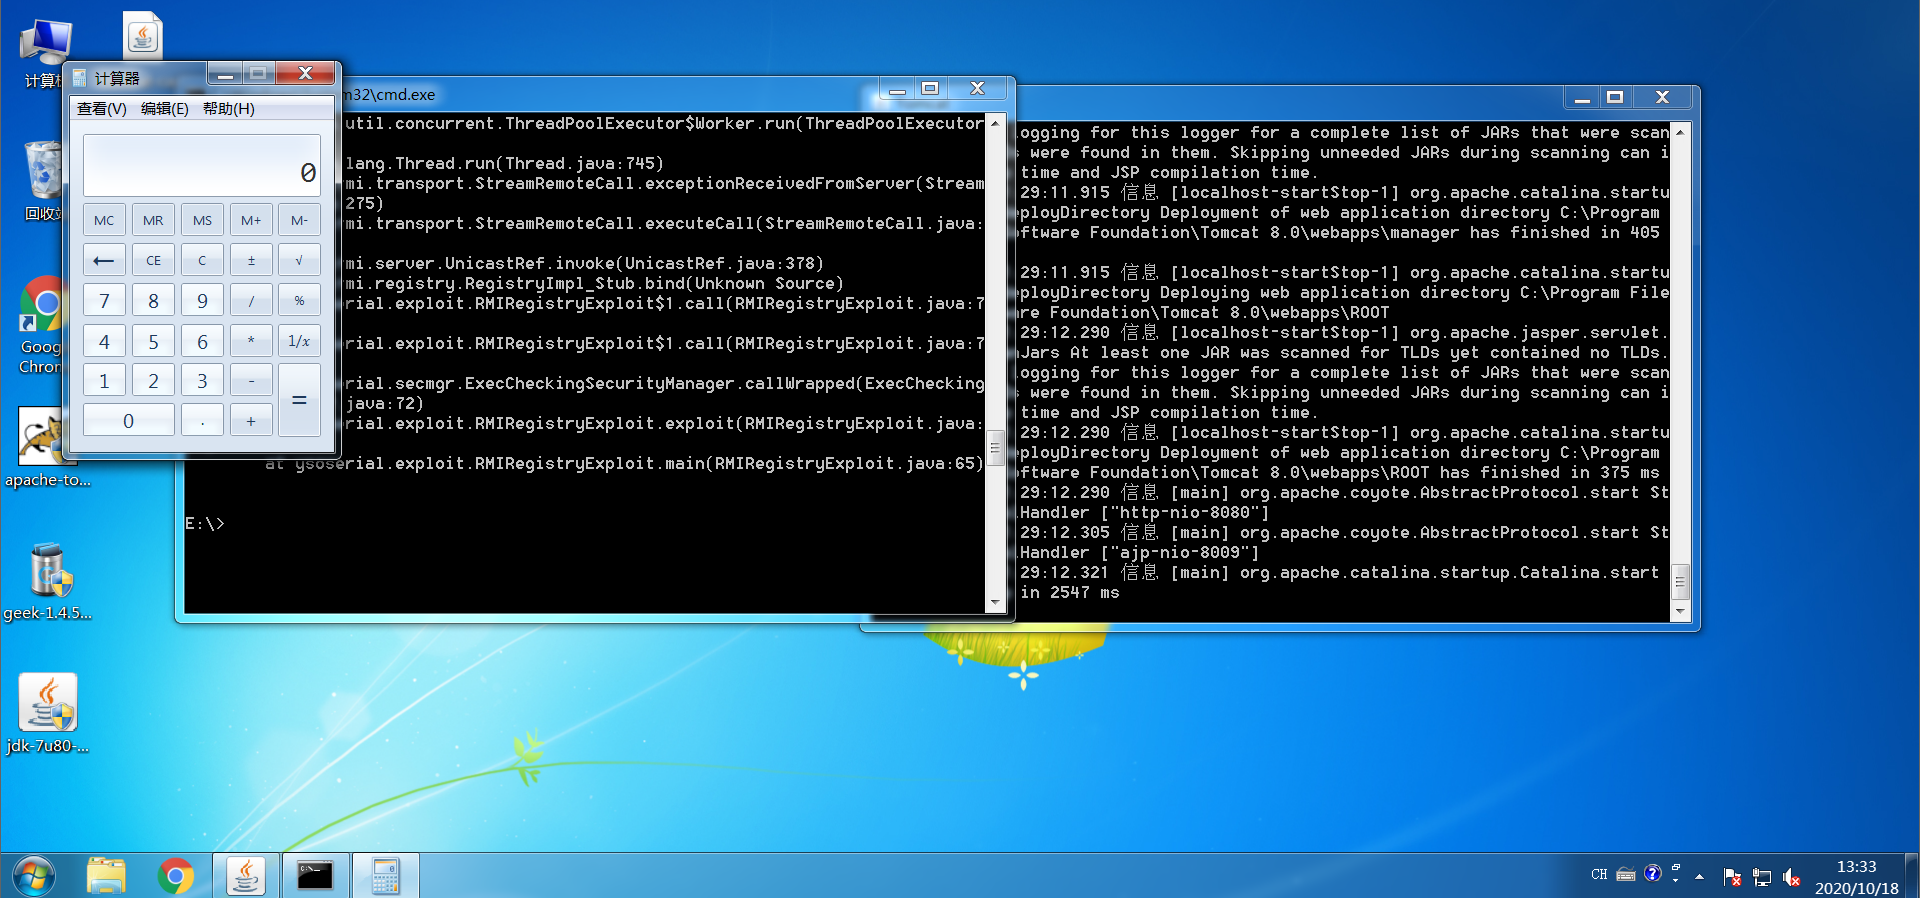 计算
回收
Goog
Chron
apache-to...
geek-1.4.5...
jdk-7u80-...
计算器
查看(V) 编辑(E) 帮助(H)
0
MC MR MS M+ M-
← CE C ± √
7 8 9 / %
4 5 6 * 1/x
1 2 3 - =
0 . +
m32\cmd.exe
util.concurrent.ThreadPoolExecutor$Worker.run(ThreadPoolExecutor
lang.Thread.run(Thread.java:745)
mi.transport.StreamRemoteCall.exceptionReceivedFromServer(Stream
275)
mi.transport.StreamRemoteCall.executeCall(StreamRemoteCall.java:
mi.server.UnicastRef.invoke(UnicastRef.java:378)
mi.registry.RegistryImpl_Stub.bind(Unknown Source)
rial.exploit.RMIRegistryExploit$1.call(RMIRegistryExploit.java:7
rial.exploit.RMIRegistryExploit$1.call(RMIRegistryExploit.java:7
rial.secmgr.ExecCheckingSecurityManager.callWrapped(ExecChecking
java:72)
rial.exploit.RMIRegistryExploit.exploit(RMIRegistryExploit.java:
at ysoserial.exploit.RMIRegistryExploit.main(RMIRegistryExploit.java:65)
E:\>
ogging for this logger for a complete list of JARs that were scan
s were found in them. Skipping unneeded JARs during scanning can i
time and JSP compilation time.
29:11.915 信息 [localhost-startStop-1] org.apache.catalina.startu
ployDirectory Deployment of web application directory C:\Program
ftware Foundation\Tomcat 8.0\webapps\manager has finished in 405
29:11.915 信息 [localhost-startStop-1] org.apache.catalina.startu
ployDirectory Deploying web application directory C:\Program File
re Foundation\Tomcat 8.0\webapps\ROOT
29:12.290 信息 [localhost-startStop-1] org.apache.jasper.servlet.
Jars At least one JAR was scanned for TLDs yet contained no TLDs.
ogging for this logger for a complete list of JARs that were scan
s were found in them. Skipping unneeded JARs during scanning can i
time and JSP compilation time.
29:12.290 信息 [localhost-startStop-1] org.apache.catalina.startu
ployDirectory Deployment of web application directory C:\Program
ftware Foundation\Tomcat 8.0\webapps\ROOT has finished in 375 ms
29:12.290 信息 [main] org.apache.coyote.AbstractProtocol.start St
Handler ["http-nio-8080"]
29:12.305 信息 [main] org.apache.coyote.AbstractProtocol.start St
Handler ["ajp-nio-8009"]
29:12.321 信息 [main] org.apache.catalina.startup.Catalina.start
in 2547 ms
CH
13:33
2020/10/18